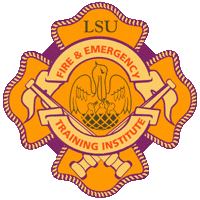 LSU
FIRE & EMERGENCY
TRAINING INSTITUTE